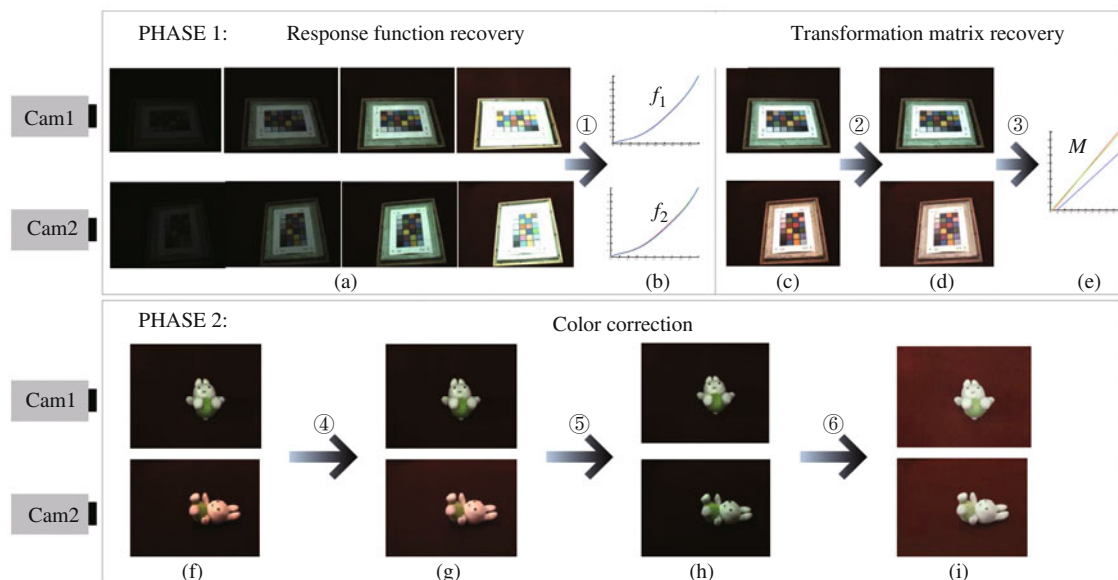 PHASE 1: Response function recovery Transformation matrix recovery
Cam1
f1
①
②
③
M
Cam2
f2
(a) (b) (c) (d) (e)
PHASE 2: Color correction
Cam1
④
⑤
⑥
Cam2
(f) (g) (h) (i)